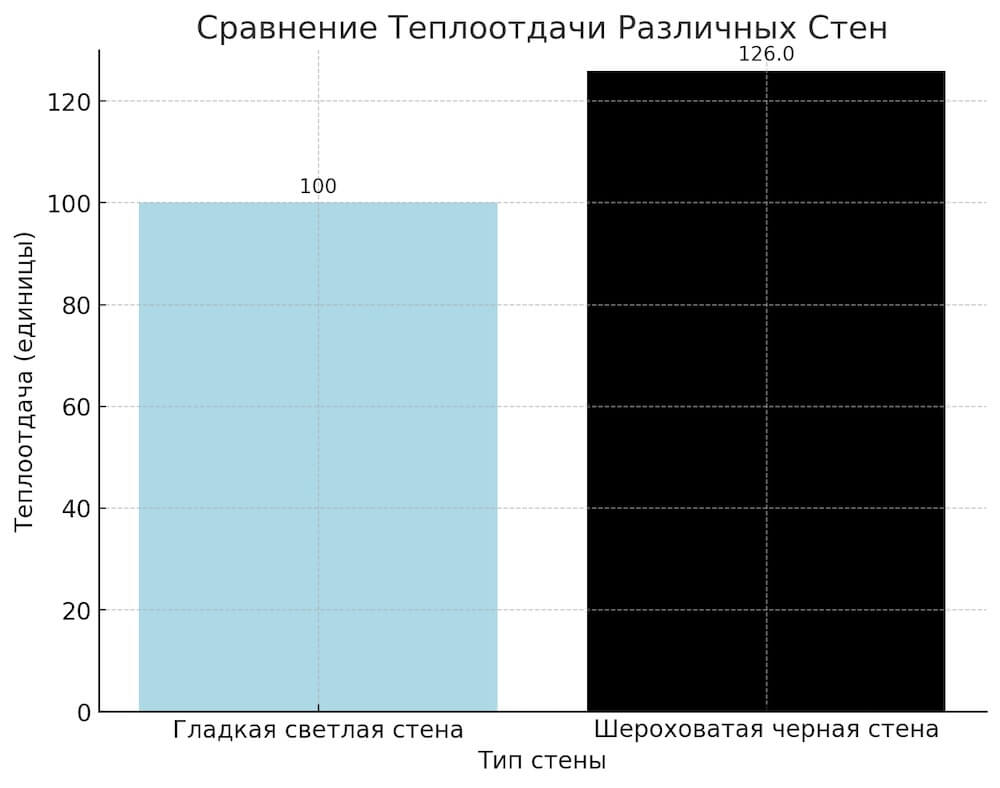 Сравнение Теплоотдачи Различных Стен
126.0
120
100
100
80
60
40
20
0
Теплоотдача (единицы)
Гладкая светлая стена
Шероховатая черная стена
Тип стены